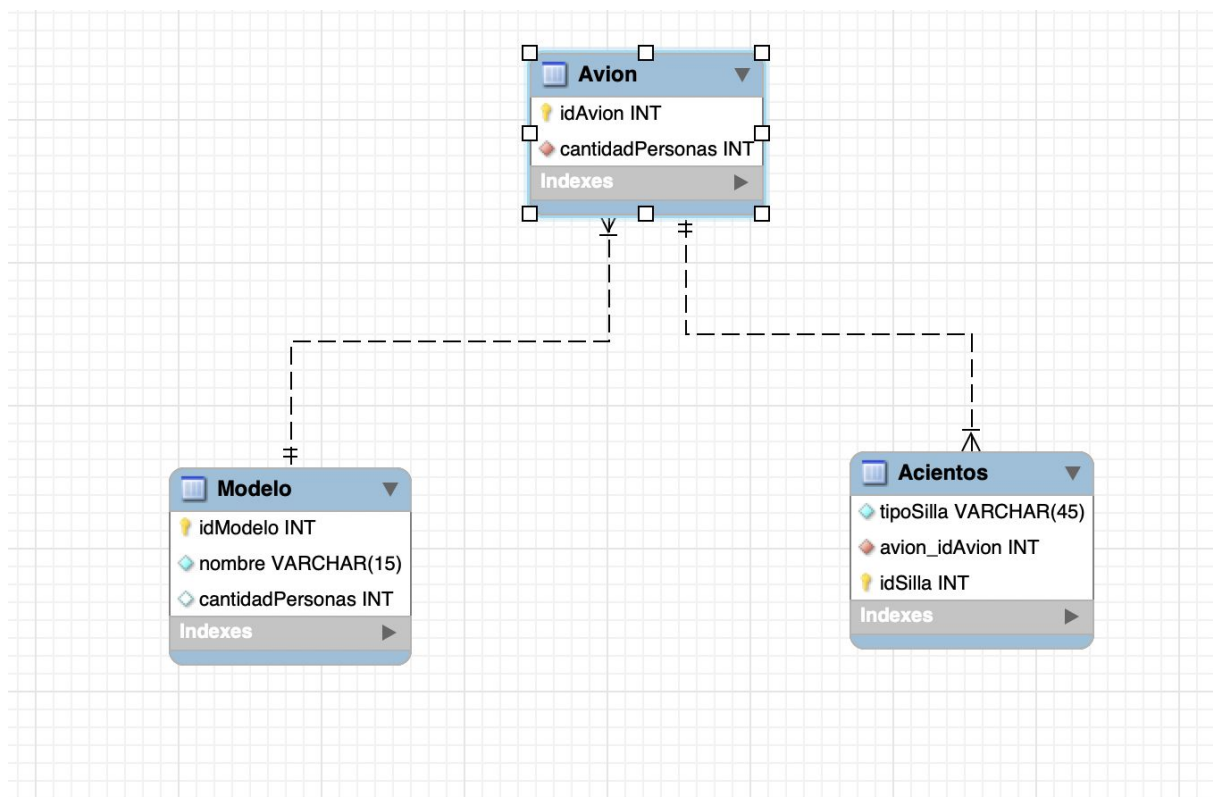 Avion
idAvion INT
cantidadPersonas INT
Indexes
Modelo
idModelo INT
nombre VARCHAR(15)
cantidadPersonas INT
Indexes
Acientos
tipoSilla VARCHAR(45)
avion_idAvion INT
idSilla INT
Indexes